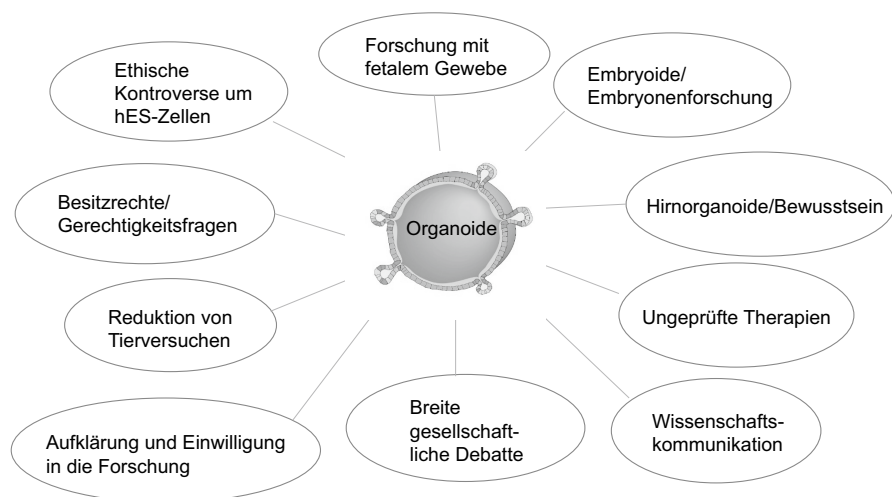 Forschung mit
fetalem Gewebe
Ethische
Kontroverse um
hES-Zellen
Embryoide/
Embryonenforschung
Besitzrechte/
Gerechtigkeitsfragen
Organoide
Hirnorganoide/Bewusstsein
Reduktion von
Tierversuchen
Ungeprüfte Therapien
Aufklärung und Einwilligung
in die Forschung
Breite
gesellschaft-
liche Debatte
Wissenschafts-
kommunikation